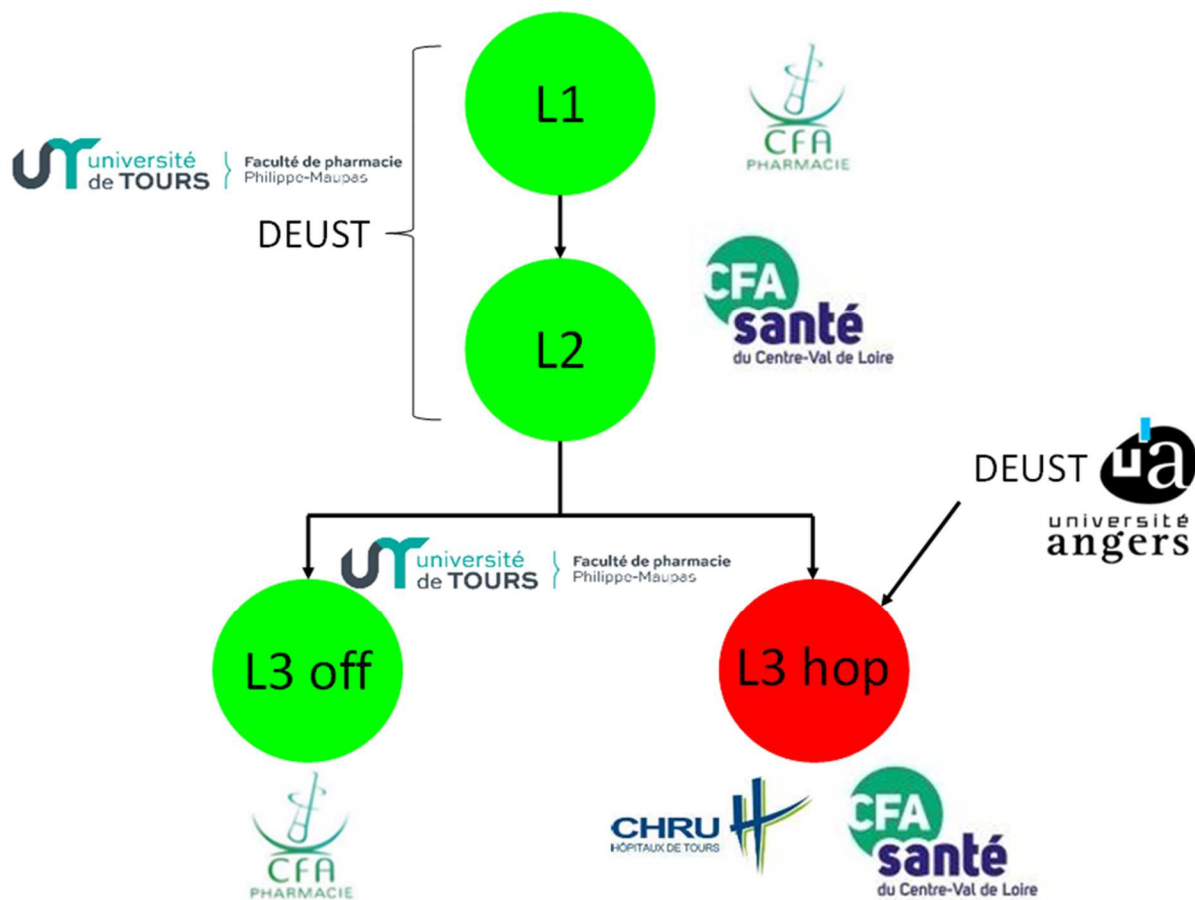 L1
CFA
PHARMACIE
université
de TOURS
Faculté de pharmacie
Philippe-Maupas
DEUST
CFA
santé
du Centre-Val de Loire
L2
DEUST
ua
université
angers
université
de TOURS
Faculté de pharmacie
Philippe-Maupas
L3 off
L3 hop
CFA
PHARMACIE
CHRU
HÔPITAUX DE TOURS
CFA
santé
du Centre-Val de Loire